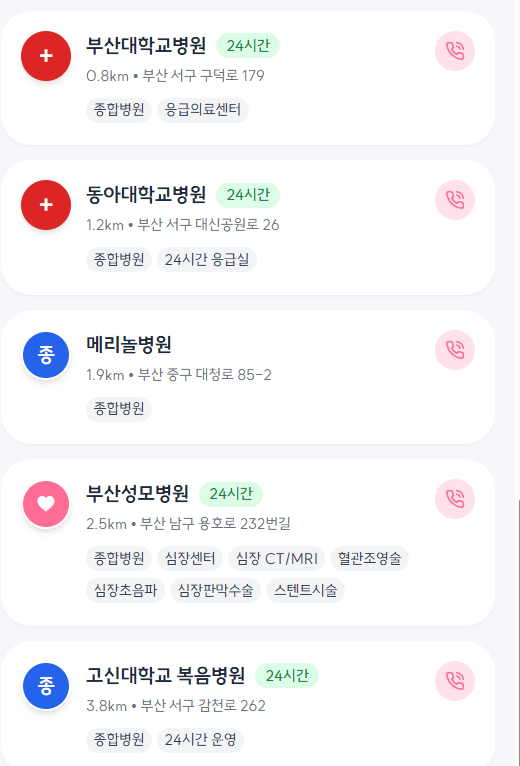 부산대학교병원 24시간
0.8km • 부산 서구 구덕로 179
종합병원 응급의료센터
동아대학교병원 24시간
1.2km • 부산 서구 대신공원로 26
종합병원 24시간 응급실
종 메리놀병원
1.9km • 부산 중구 대청로 85-2
종합병원
부산성모병원 24시간
2.5km • 부산 남구 용호로 232번길
종합병원 심장센터 심장 CT/MRI 혈관조영술
심장초음파 심장판막수술 스텐트시술
종 고신대학교 복음병원 24시간
3.8km • 부산 서구 감천로 262
종합병원 24시간 운영